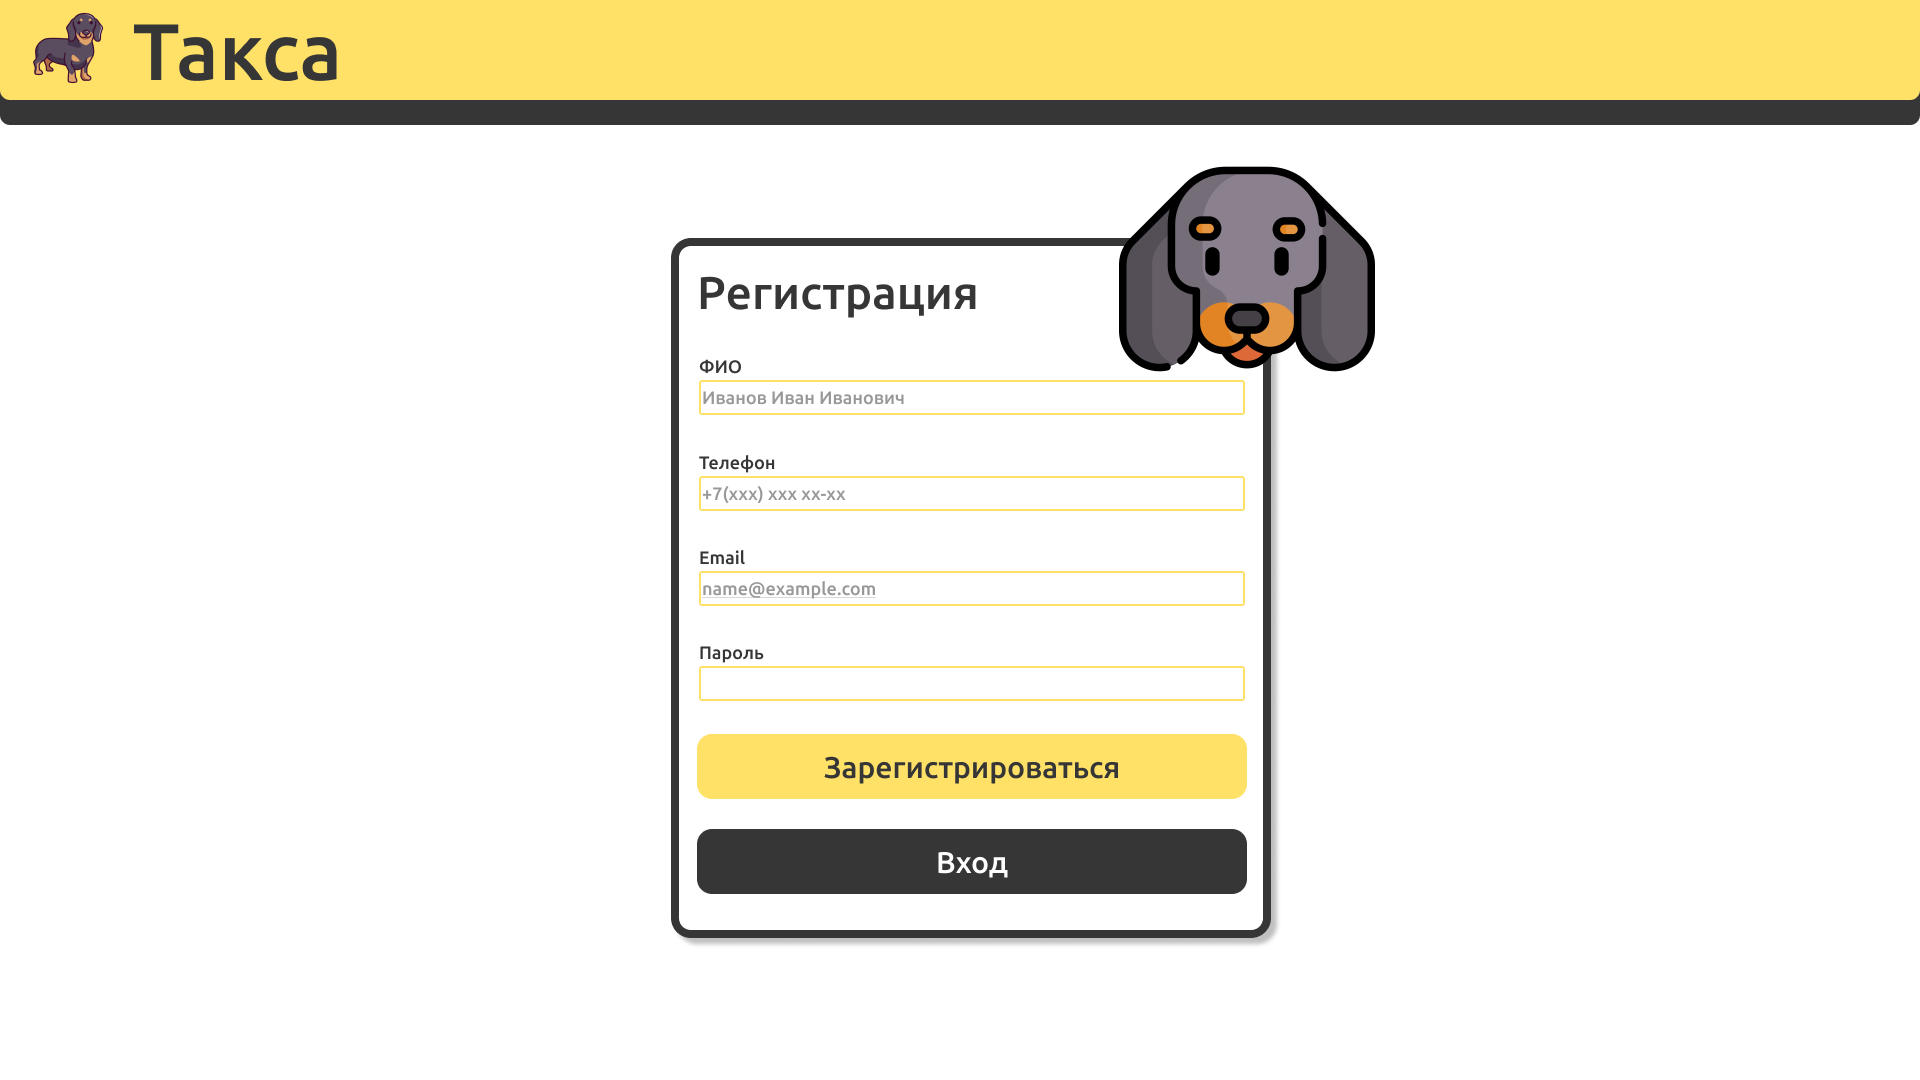 Такса
Регистрация
ФИО
Иванов Иван Иванович
Телефон
+7(xxx) xxx xx-xx
Email
name@example.com
Пароль
Зарегистрироваться
Вход